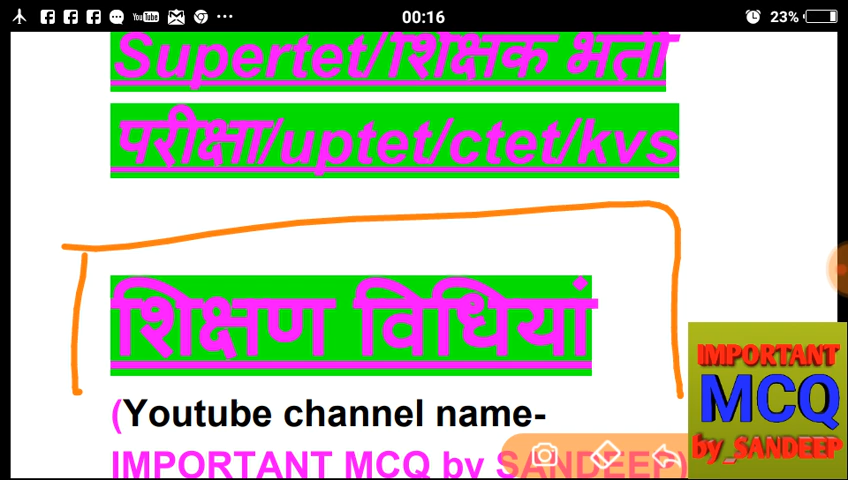 00:16
23%
Supertet/शिक्षक भर्ती
परीक्षा/uptet/ctet/kvs
शिक्षण विधियां
(Youtube channel name-
IMPORTANT MCQ by SANDEEP)
IMPORTANT
MCQ
by_SANDEEP